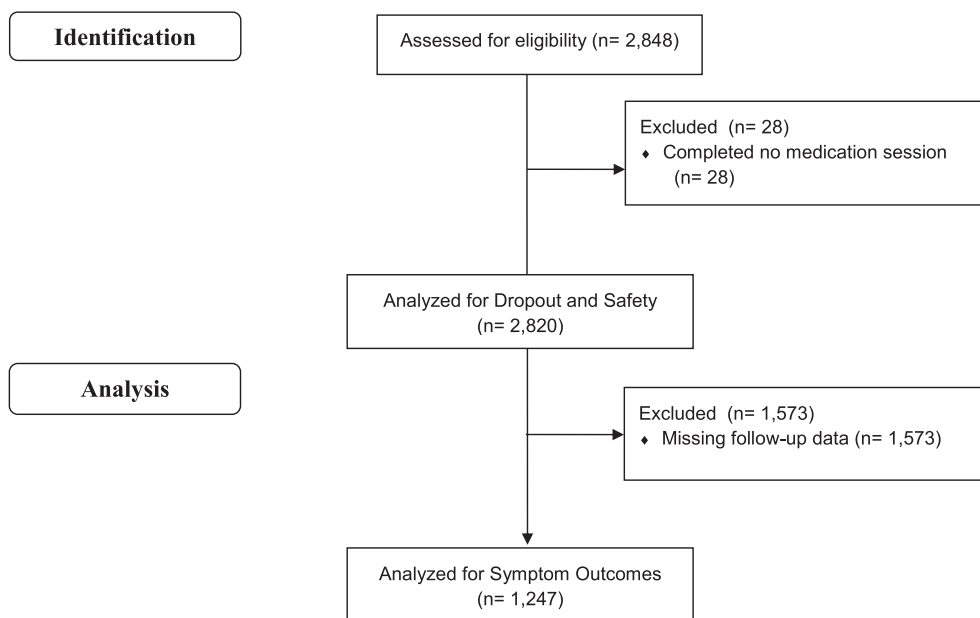 Identification
Assessed for eligibility (n= 2,848)
Excluded (n= 28)
♦ Completed no medication session
(n= 28)
Analyzed for Dropout and Safety
(n= 2,820)
Analysis
Excluded (n= 1,573)
♦ Missing follow-up data (n= 1,573)
Analyzed for Symptom Outcomes
(n= 1,247)